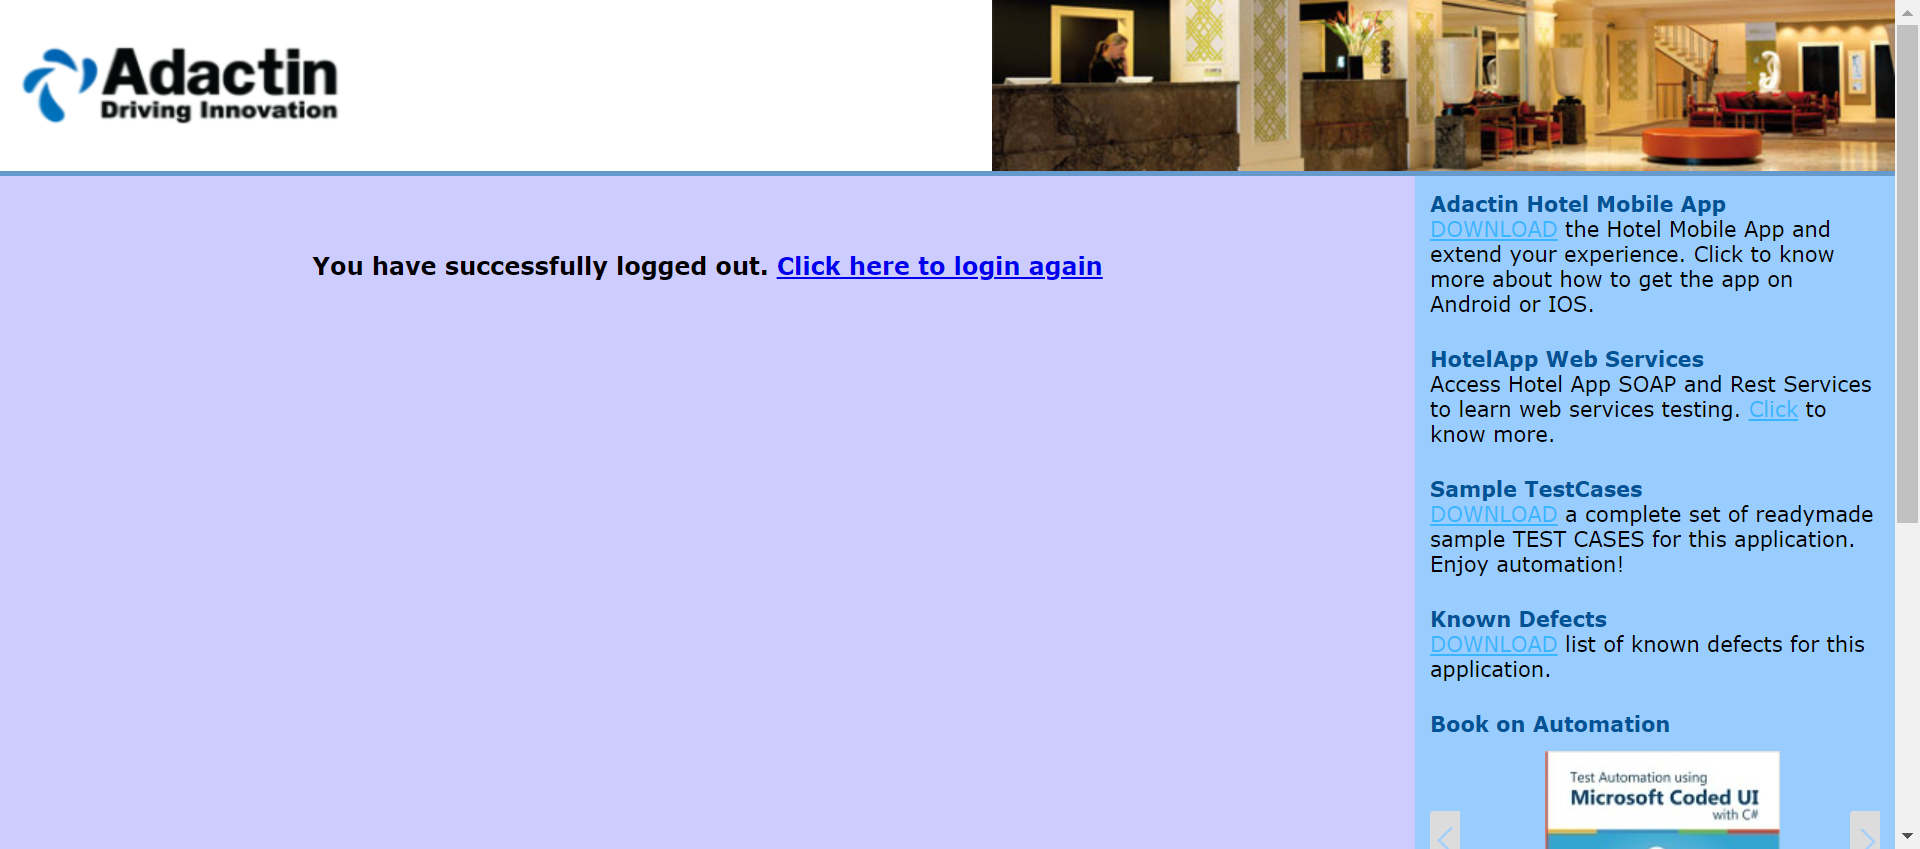 Adactin
Driving Innovation
You have successfully logged out. Click here to login again
Adactin Hotel Mobile App
DOWNLOAD the Hotel Mobile App and
extend your experience. Click to know
more about how to get the app on
Android or IOS.
HotelApp Web Services
Access Hotel App SOAP and Rest Services
to learn web services testing. Click to
know more.
Sample TestCases
DOWNLOAD a complete set of readymade
sample TEST CASES for this application.
Enjoy automation!
Known Defects
DOWNLOAD list of known defects for this
application.
Book on Automation
Test Automation using
Microsoft Coded UI
with C#